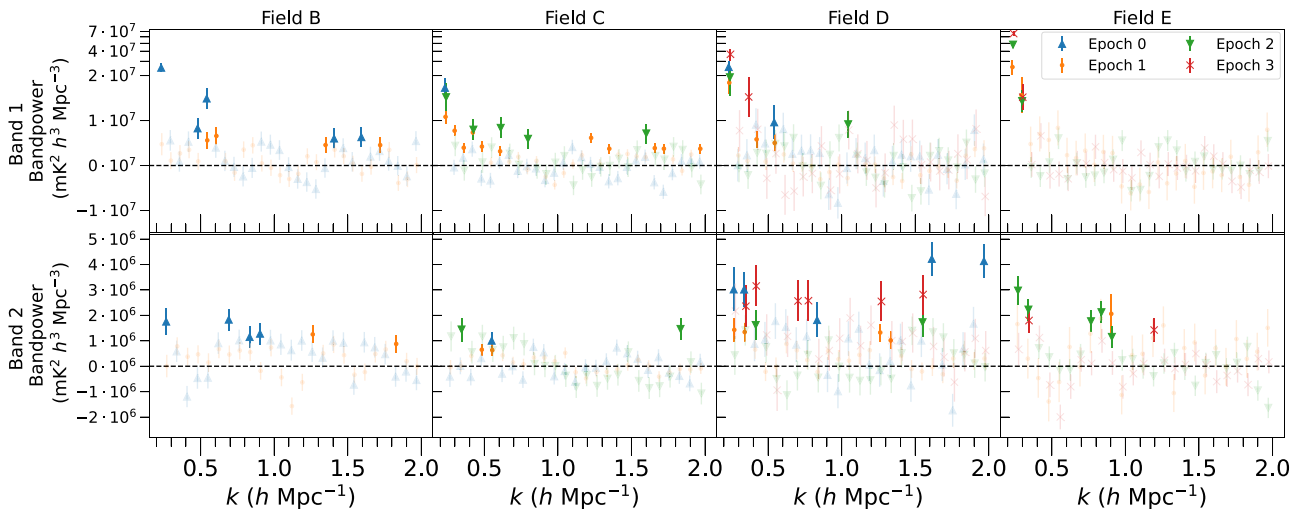 Field B Field C Field D Field E
Band 1
Bandpower
(mK² h³ Mpc⁻³)
7 · 10⁷
4 · 10⁷
2 · 10⁷
1 · 10⁷
0 · 10⁷
−1 · 10⁷
Epoch 0 Epoch 2
Epoch 1 Epoch 3
Band 2
Bandpower
(mK² h³ Mpc⁻³)
5 · 10⁶
4 · 10⁶
3 · 10⁶
2 · 10⁶
1 · 10⁶
0 · 10⁶
−1 · 10⁶
−2 · 10⁶
0.5 1.0 1.5 2.0 0.5 1.0 1.5 2.0 0.5 1.0 1.5 2.0 0.5 1.0 1.5 2.0
k (h Mpc⁻¹) k (h Mpc⁻¹) k (h Mpc⁻¹) k (h Mpc⁻¹)